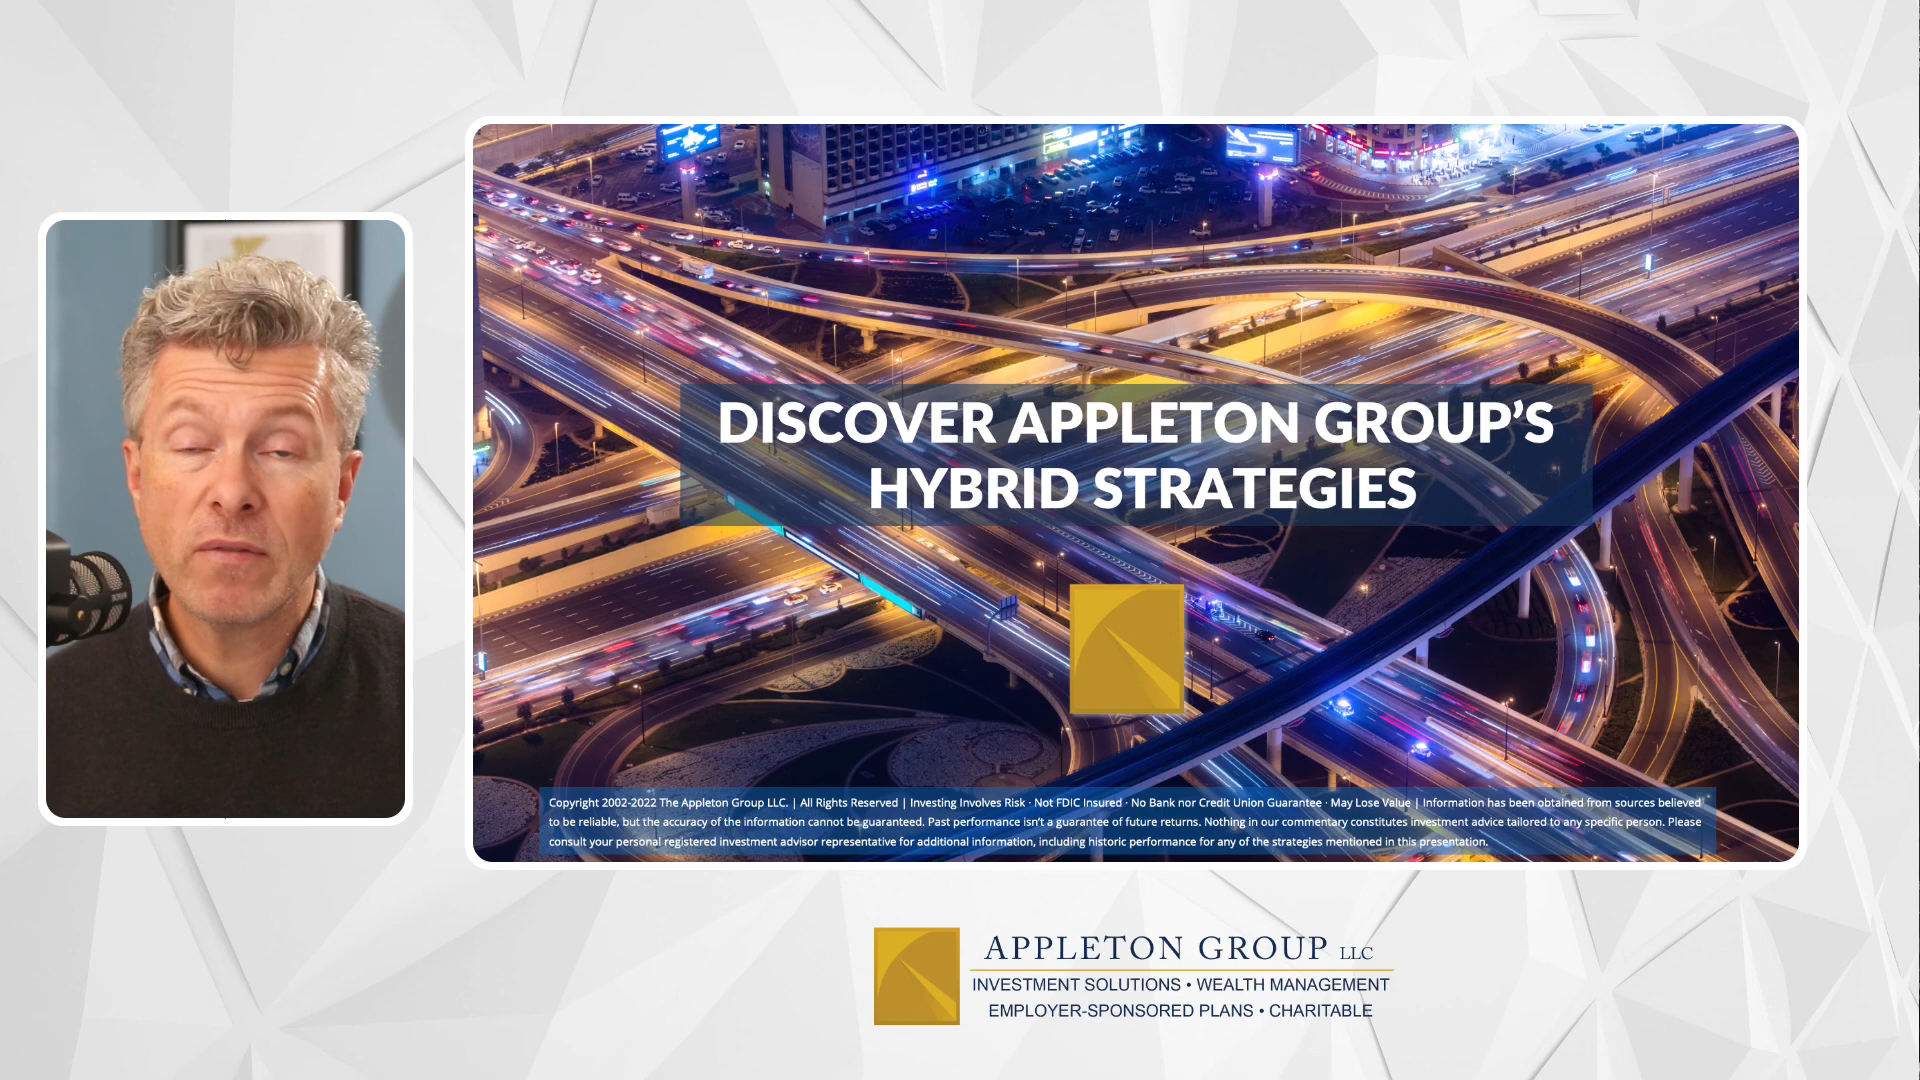 DISCOVER APPLETON GROUP'S
HYBRID STRATEGIES
Copyright 2002-2022 The Appleton Group LLC. | All Rights Reserved | Investing Involves Risk · Not FDIC Insured · No Bank nor Credit Union Guarantee · May Lose Value | Information has been obtained from sources believed
to be reliable, but the accuracy of the information cannot be guaranteed. Past performance isn't a guarantee of future returns. Nothing in our commentary constitutes investment advice tailored to any specific person. Please
consult your personal registered investment advisor representative for additional information, including historic performance for any of the strategies mentioned in this presentation.
APPLETON GROUP LLC
INVESTMENT SOLUTIONS • WEALTH MANAGEMENT
EMPLOYER-SPONSORED PLANS • CHARITABLE